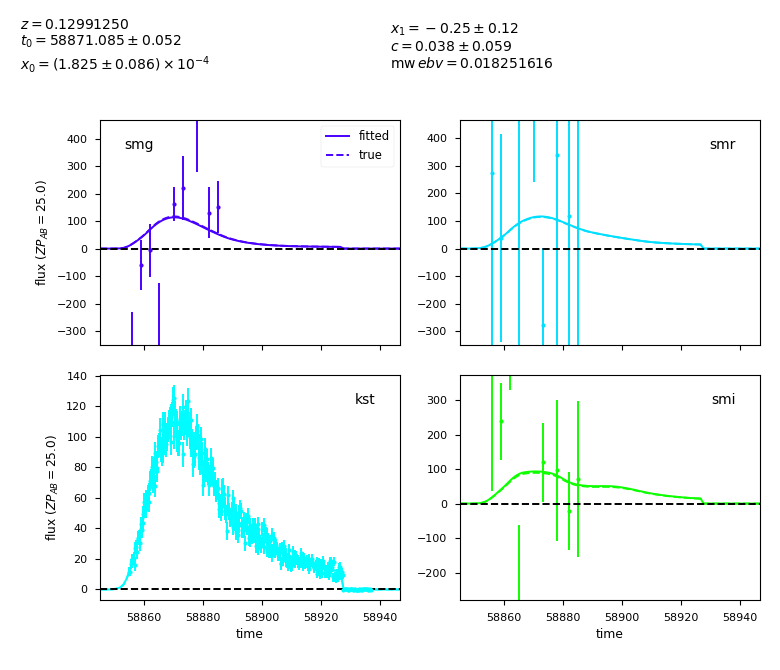 z = 0.12991250
t₀ = 58871.085 ± 0.052
x₀ = (1.825 ± 0.086) × 10⁻⁴
x₁ = −0.25 ± 0.12
c = 0.038 ± 0.059
mw ebv = 0.018251616
smg
fitted
true
400
300
200
100
0
−100
−200
−300
flux (ZP_AB = 25.0)
smr
400
300
200
100
0
−100
−200
−300
kst
140
120
100
80
60
40
20
0
flux (ZP_AB = 25.0)
58860 58880 58900 58920 58940
time
smi
300
200
100
0
−100
−200
58860 58880 58900 58920 58940
time